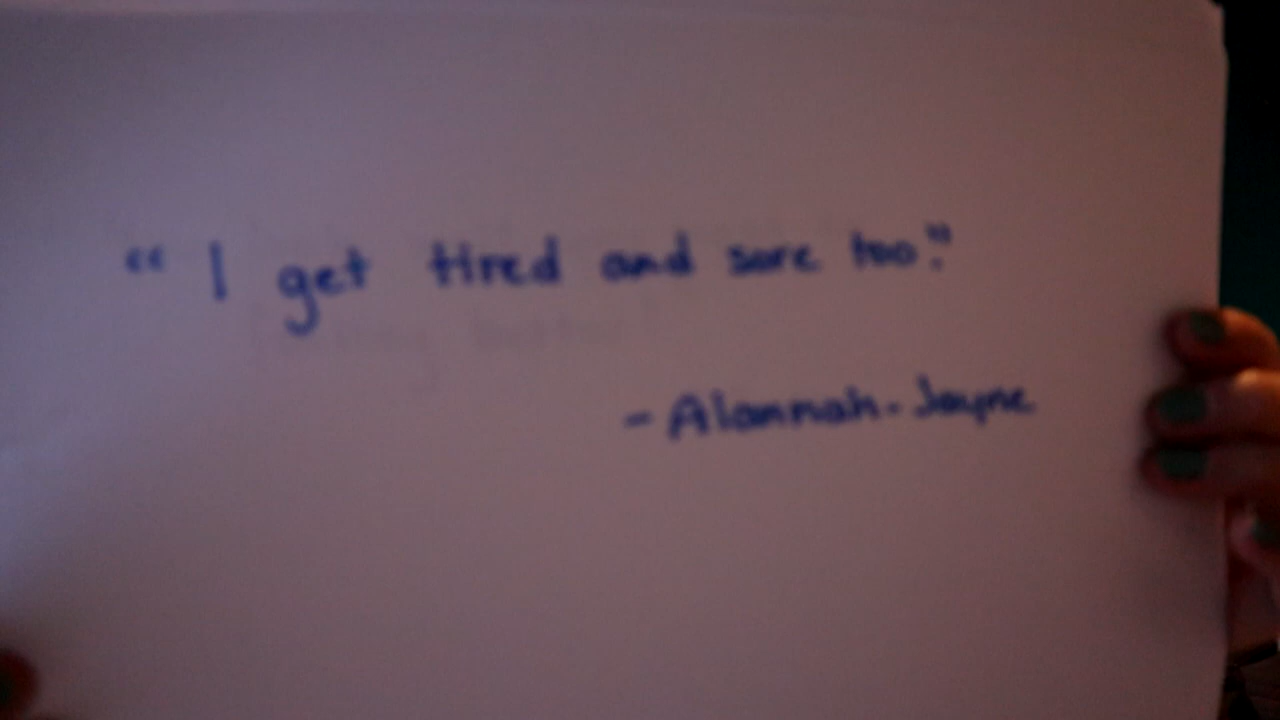 "I get tired and sore too."
- Alannah-Jayne